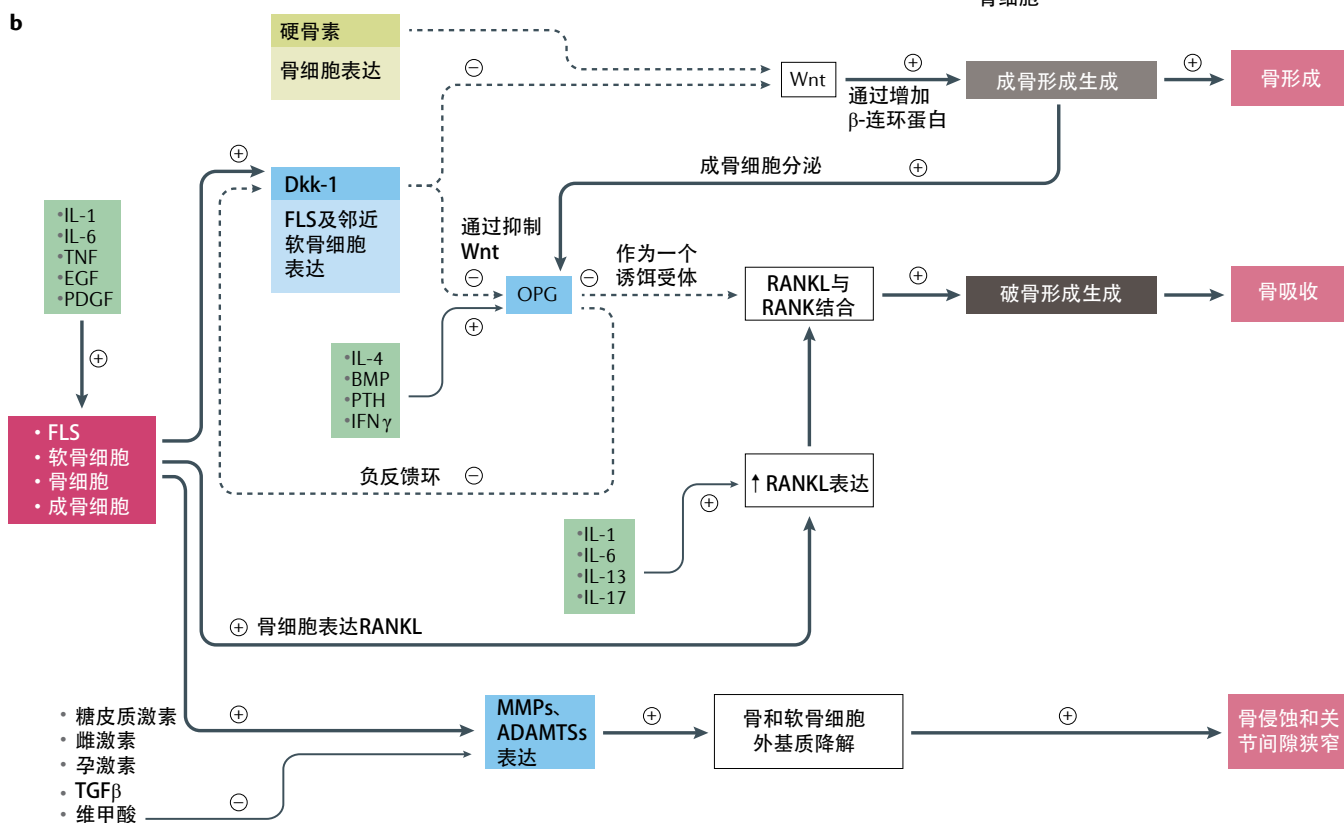 骨细胞
b
硬骨素
骨细胞表达
⊖
Wnt
⊕
通过增加
β-连环蛋白
成骨形成生成
⊕
骨形成
成骨细胞分泌
⊕
⊕
Dkk-1
FLS及邻近
软骨细胞
表达
•IL-1
•IL-6
•TNF
•EGF
•PDGF
⊕
通过抑制
Wnt
⊖
OPG
⊖
作为一个
诱饵受体
RANKL与
RANK结合
⊕
破骨形成生成
骨吸收
⊕
•IL-4
•BMP
•PTH
•IFNγ
• FLS
• 软骨细胞
• 骨细胞
• 成骨细胞
负反馈环 ⊖
↑RANKL表达
⊕
•IL-1
•IL-6
•IL-13
•IL-17
⊕ 骨细胞表达RANKL
• 糖皮质激素
• 雌激素
• 孕激素
• TGFβ
• 维甲酸
⊕
⊖
MMPs、
ADAMTSs
表达
⊕
骨和软骨细胞
外基质降解
⊕
骨侵蚀和关
节间隙狭窄